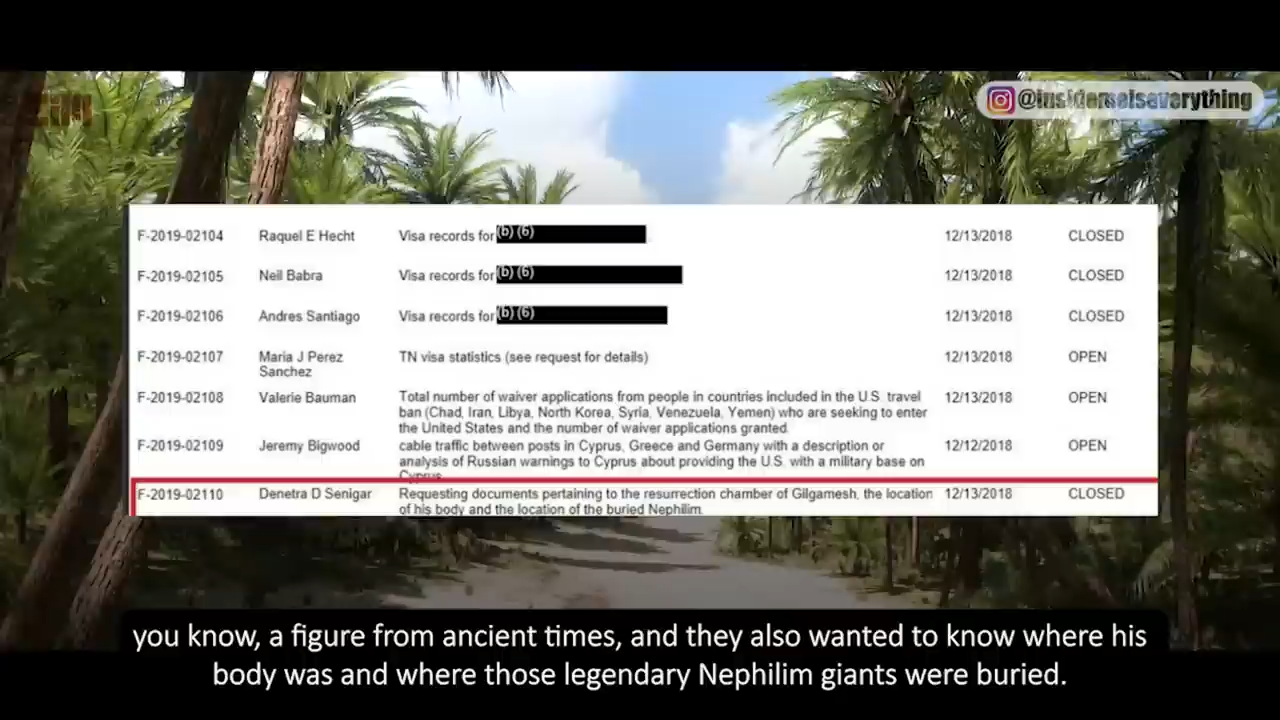 @insidersisaverything
F-2019-02104 Raquel E Hecht Visa records for (b) (6) 12/13/2018 CLOSED
F-2019-02105 Neil Babra Visa records for (b) (6) 12/13/2018 CLOSED
F-2019-02106 Andres Santiago Visa records for (b) (6) 12/13/2018 CLOSED
F-2019-02107 Maria J Perez TN visa statistics (see request for details) 12/13/2018 OPEN
Sanchez
F-2019-02108 Valerie Bauman Total number of waiver applications from people in countries included in the U.S. travel 12/13/2018 OPEN
ban (Chad, Iran, Libya, North Korea, Syria, Venezuela, Yemen) who are seeking to enter
the United States and the number of waiver applications granted.
F-2019-02109 Jeremy Bigwood cable traffic between posts in Cyprus, Greece and Germany with a description or 12/12/2018 OPEN
analysis of Russian warnings to Cyprus about providing the U.S. with a military base on
Cyprus
F-2019-02110 Denetra D Senigar Requesting documents pertaining to the resurrection chamber of Gilgamesh, the location 12/13/2018 CLOSED
of his body and the location of the buried Nephilim.
you know, a figure from ancient times, and they also wanted to know where his
body was and where those legendary Nephilim giants were buried.